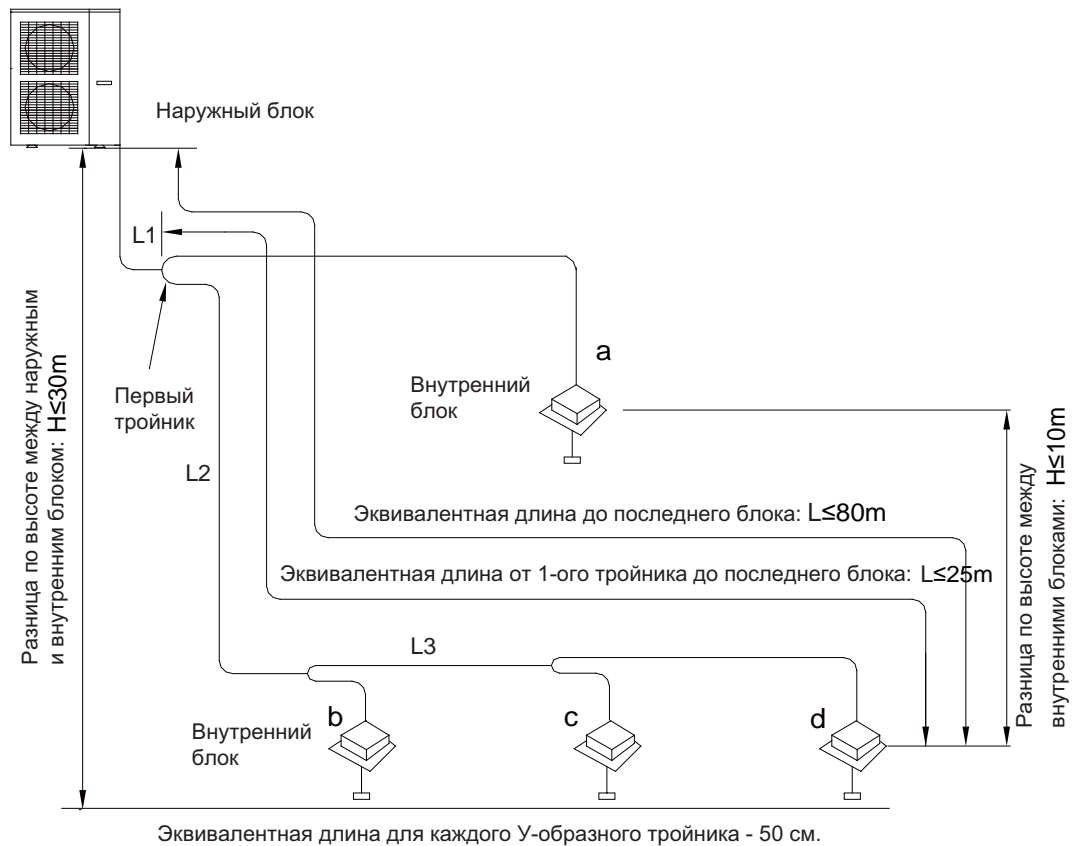 Наружный блок
L1
Разница по высоте между наружным
и внутренним блоком: H≤30m
Первый
тройник
a
Внутренний
блок
L2
Эквивалентная длина до последнего блока: L≤80m
Эквивалентная длина от 1-ого тройника до последнего блока: L≤25m
Разница по высоте между
внутренними блоками: H≤10m
L3
b
c
d
Внутренний
блок
Эквивалентная длина для каждого У-образного тройника - 50 см.